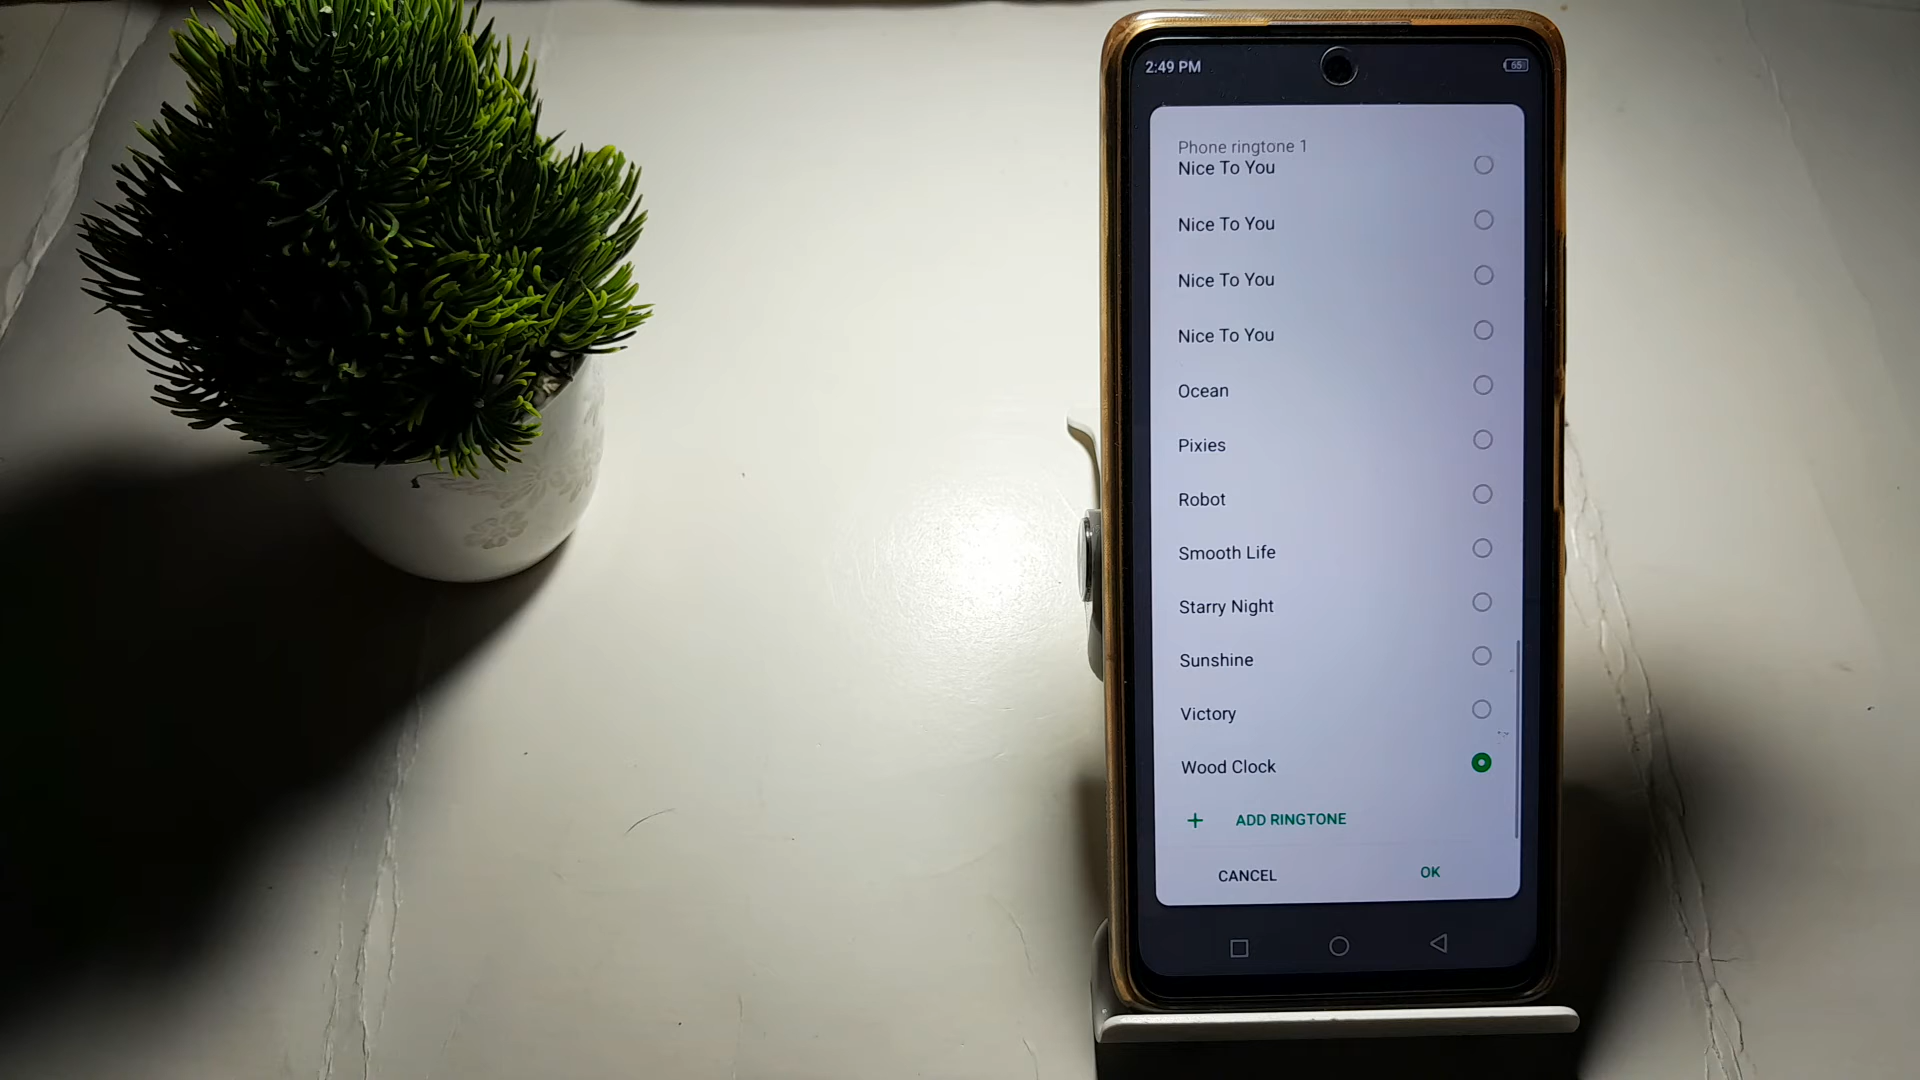 2:49 PM
65
Phone ringtone 1
Nice To You
Nice To You
Nice To You
Nice To You
Ocean
Pixies
Robot
Smooth Life
Starry Night
Sunshine
Victory
Wood Clock
+ ADD RINGTONE
CANCEL OK